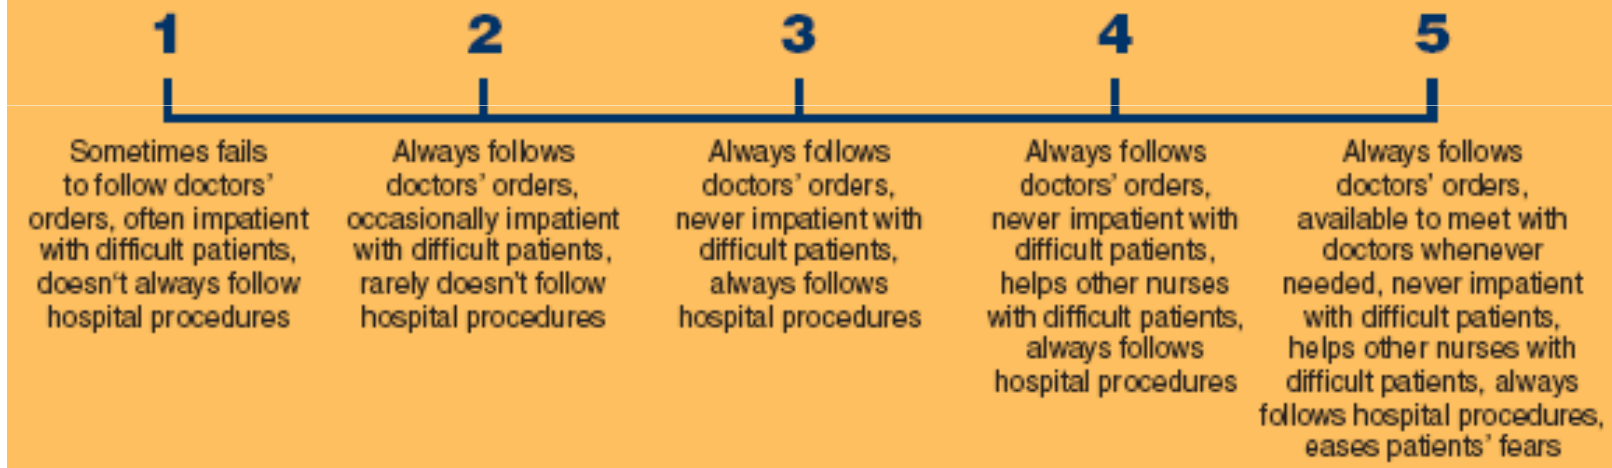 1
Sometimes fails
to follow doctors’
orders, often impatient
with difficult patients,
doesn‘t always follow
hospital procedures
2
Always follows
doctors’ orders,
occasionally impatient
with difficult patients,
rarely doesn’t follow
hospital procedures
3
Always follows
doctors’ orders,
never impatient with
difficult patients,
always follows
hospital procedures
4
Always follows
doctors’ orders,
never impatient with
difficult patients,
helps other nurses
with difficult patients,
always follows
hospital procedures
5
Always follows
doctors’ orders,
available to meet with
doctors whenever
needed, never impatient
with difficult patients,
helps other nurses with
difficult patients, always
follows hospital procedures,
eases patients’ fears